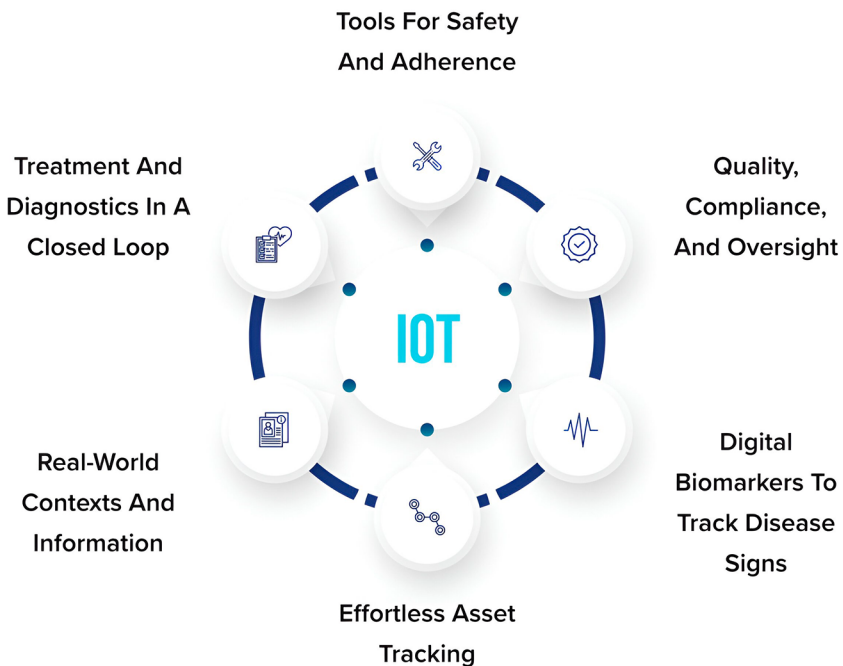 Tools For Safety
And Adherence
Treatment And
Diagnostics In A
Closed Loop
Quality,
Compliance,
And Oversight
IOT
Real-World
Contexts And
Information
Digital
Biomarkers To
Track Disease
Signs
Effortless Asset
Tracking